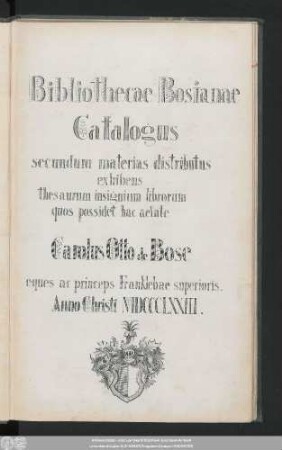 Bibliothecae Bosianae
Catalogus
secundum materias distributus
exhibens
Thesaurum insignium librorum
quos possidet hac aetate
Carolus Otto de Bose
eques ac princeps Franklebae superioris.
Anno Christi MDCCCLXXIII.